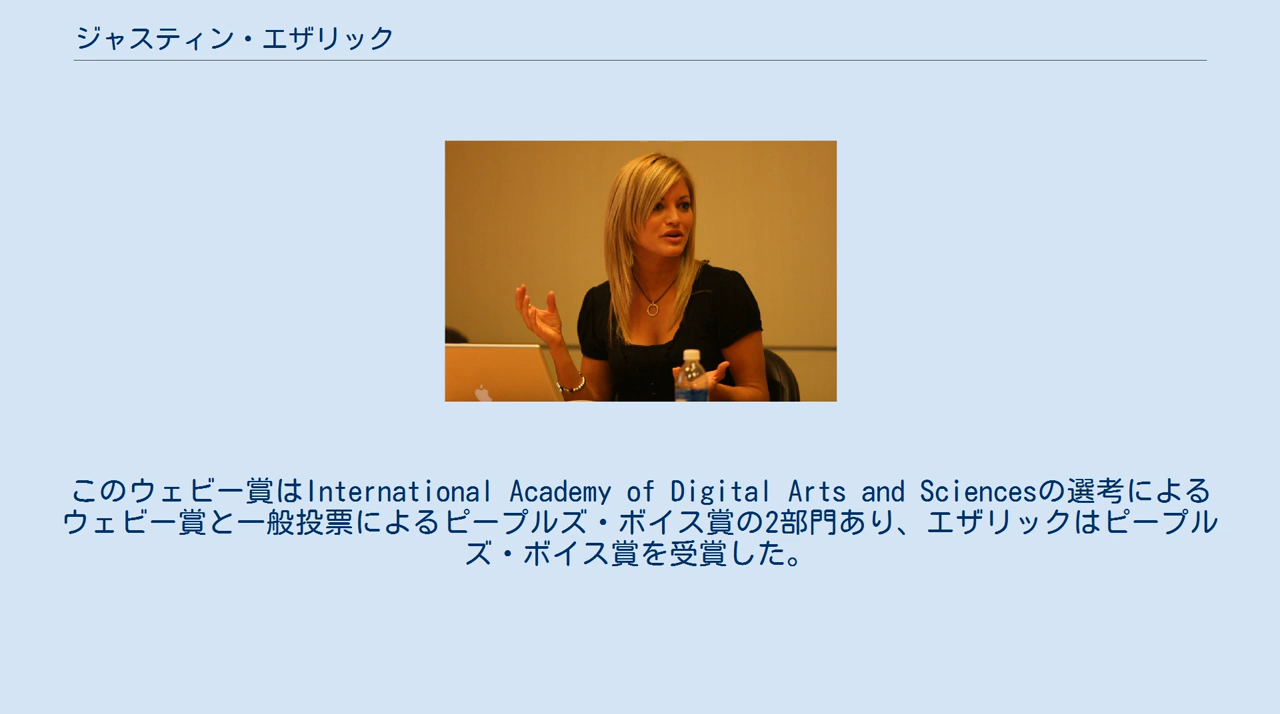 ジャスティン・エザリック
このウェビー賞はInternational Academy of Digital Arts and Sciencesの選考による
ウェビー賞と一般投票によるピープルズ・ボイス賞の2部門あり、エザリックはピープル
ズ・ボイス賞を受賞した。